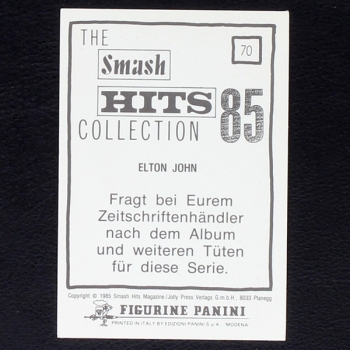 THE
70
Smash
HITS 85
COLLECTION
ELTON JOHN
Fragt bei Eurem
Zeitschriftenhändler
nach dem Album
und weiteren Tüten
für diese Serie.
Copyright © 1985 Smash Hits Magazine/Jolly Press Verlags G.m.b.H., 8033 Planegg
FIGURINE PANINI
PRINTED IN ITALY BY EDIZIONI PANINI S.p.A. - MODENA